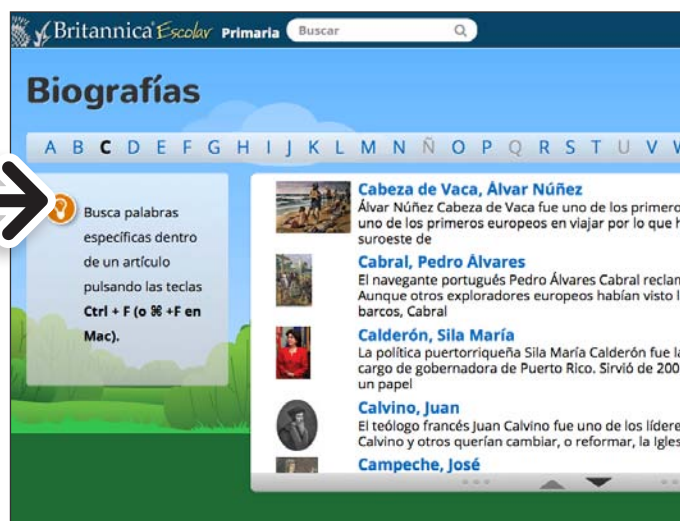 Britannica Escolar Primaria Buscar
Biografías
A B C D E F G H I J K L M N Ñ O P Q R S T U V
Busca palabras
específicas dentro
de un artículo
pulsando las teclas
Ctrl + F (o ⌘ +F en
Mac).
Cabeza de Vaca, Álvar Núñez
Álvar Núñez Cabeza de Vaca fue uno de los primero
uno de los primeros europeos en viajar por lo que
suroeste de
Cabral, Pedro Álvares
El navegante portugués Pedro Álvares Cabral reclam
Aunque otros exploradores europeos habían visto
barcos, Cabral
Calderón, Sila María
La política puertorriqueña Sila María Calderón fue la
cargo de gobernadora de Puerto Rico. Sirvió de 200
un papel
Calvino, Juan
El teólogo francés Juan Calvino fue uno de los lídere
Calvino y otros querían cambiar, o reformar, la Igles
Campeche, José